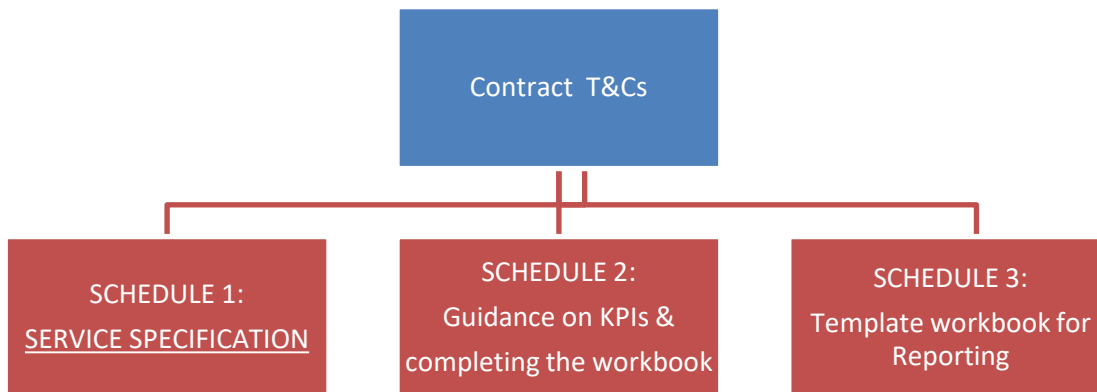 Contract T&Cs
SCHEDULE 1:
SERVICE SPECIFICATION
SCHEDULE 2:
Guidance on KPIs &
completing the workbook
SCHEDULE 3:
Template workbook for
Reporting